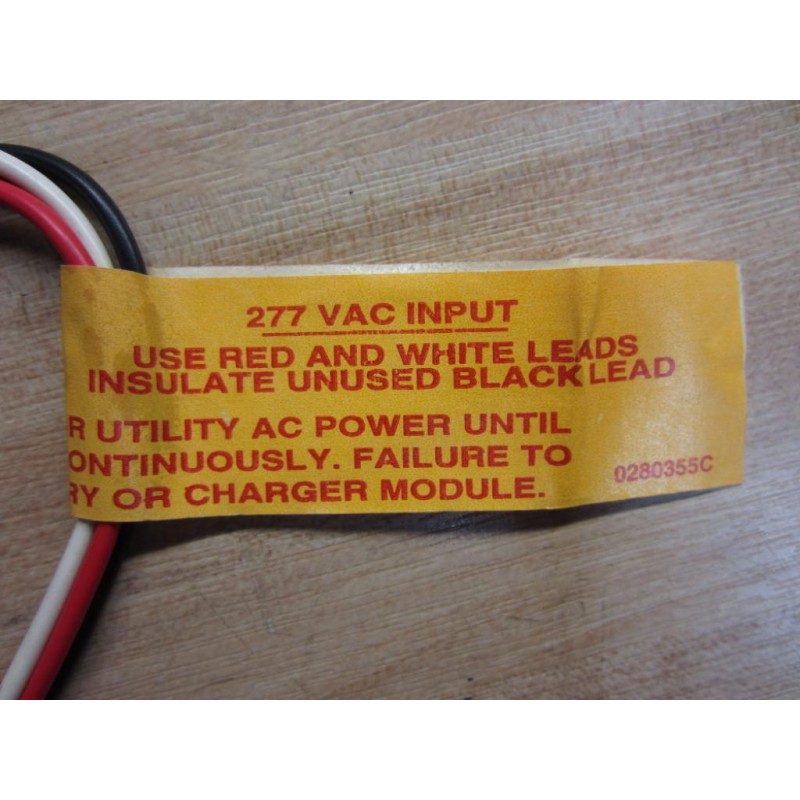 277 VAC INPUT
USE RED AND WHITE LEADS
INSULATE UNUSED BLACK LEAD
R UTILITY AC POWER UNTIL
ONTINUOUSLY. FAILURE TO
RY OR CHARGER MODULE.
0280355C